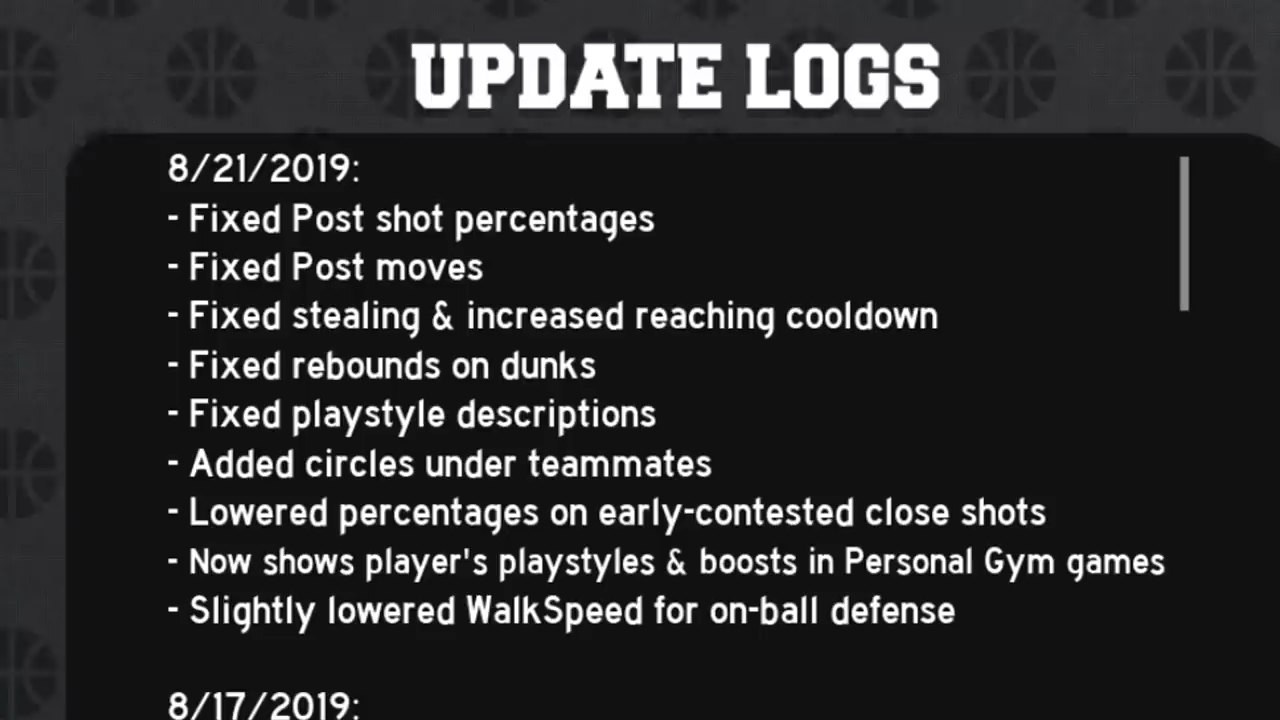 UPDATE LOGS
8/21/2019:
- Fixed Post shot percentages
- Fixed Post moves
- Fixed stealing & increased reaching cooldown
- Fixed rebounds on dunks
- Fixed playstyle descriptions
- Added circles under teammates
- Lowered percentages on early-contested close shots
- Now shows player's playstyles & boosts in Personal Gym games
- Slightly lowered WalkSpeed for on-ball defense
8/17/2019: